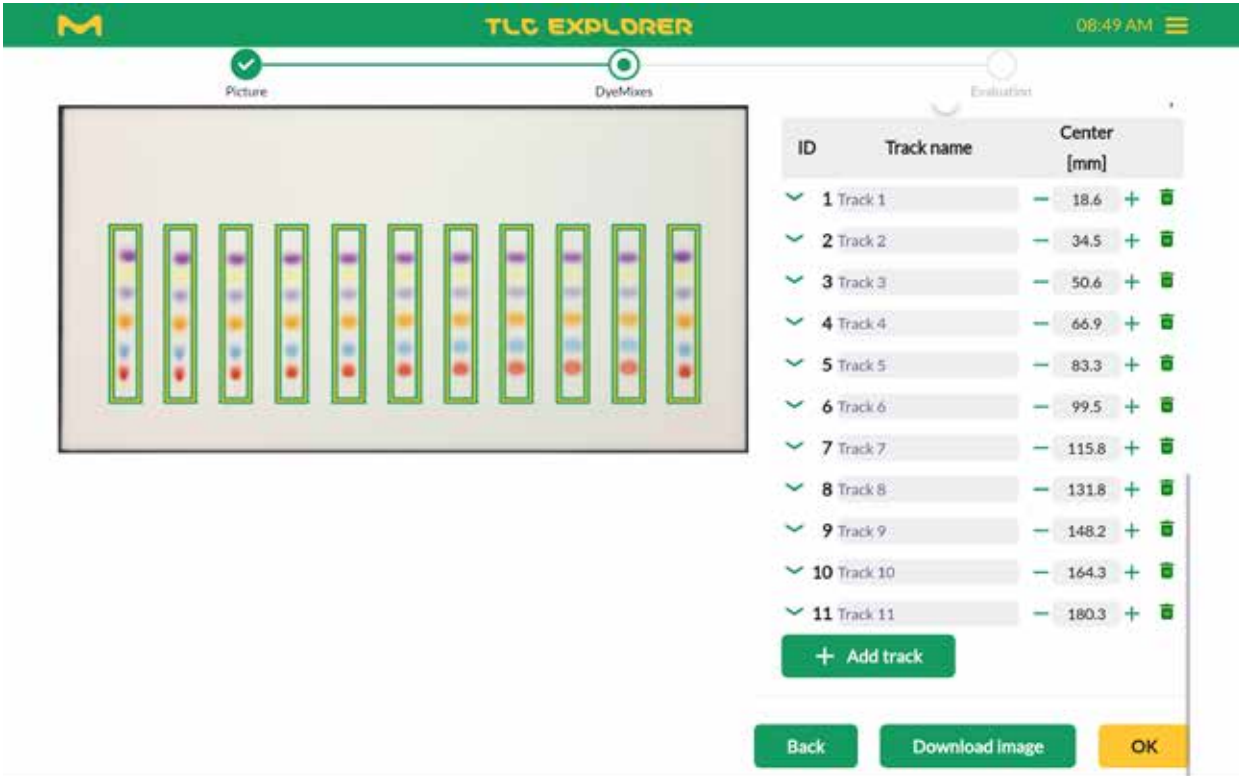 TLC EXPLORER
08:49 AM
Picture
DyeMixes
Evaluation
ID Track name Center [mm]
1 Track 1 − 18.6 +
2 Track 2 − 34.5 +
3 Track 3 − 50.6 +
4 Track 4 − 66.9 +
5 Track 5 − 83.3 +
6 Track 6 − 99.5 +
7 Track 7 − 115.8 +
8 Track 8 − 131.8 +
9 Track 9 − 148.2 +
10 Track 10 − 164.3 +
11 Track 11 − 180.3 +
+ Add track
Back
Download image
OK